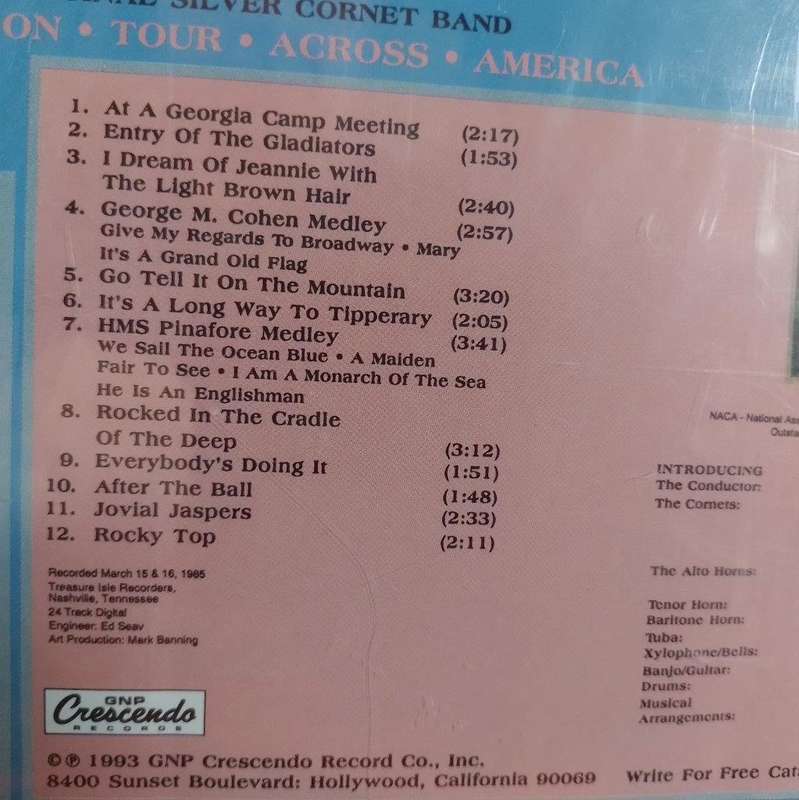 SILVER CORNET BAND
ON • TOUR • ACROSS • AMERICA
1. At A Georgia Camp Meeting (2:17)
2. Entry Of The Gladiators (1:53)
3. I Dream Of Jeannie With
The Light Brown Hair (2:40)
4. George M. Cohen Medley (2:57)
Give My Regards To Broadway • Mary
It's A Grand Old Flag
5. Go Tell It On The Mountain (3:20)
6. It's A Long Way To Tipperary (2:05)
7. HMS Pinafore Medley (3:41)
We Sail The Ocean Blue • A Maiden
Fair To See • I Am A Monarch Of The Sea
He Is An Englishman
8. Rocked In The Cradle
Of The Deep (3:12)
9. Everybody's Doing It (1:51)
10. After The Ball (1:48)
11. Jovial Jaspers (2:33)
12. Rocky Top (2:11)
Recorded March 15 & 16, 1985
Treasure Isle Recorders,
Nashville, Tennessee
24 Track Digital
Engineer: Ed Seay
Art Production: Mark Banning
GNP
Crescendo
RECORDS
© ℗ 1993 GNP Crescendo Record Co., Inc.
8400 Sunset Boulevard: Hollywood, California 90069
NACA - National
INTRODUCING
The Conductor:
The Cornets:
The Alto Horns:
Tenor Horn:
Baritone Horn:
Tuba:
Xylophone/Bells:
Banjo/Guitar:
Drums:
Musical
Arrangements:
Write For Free